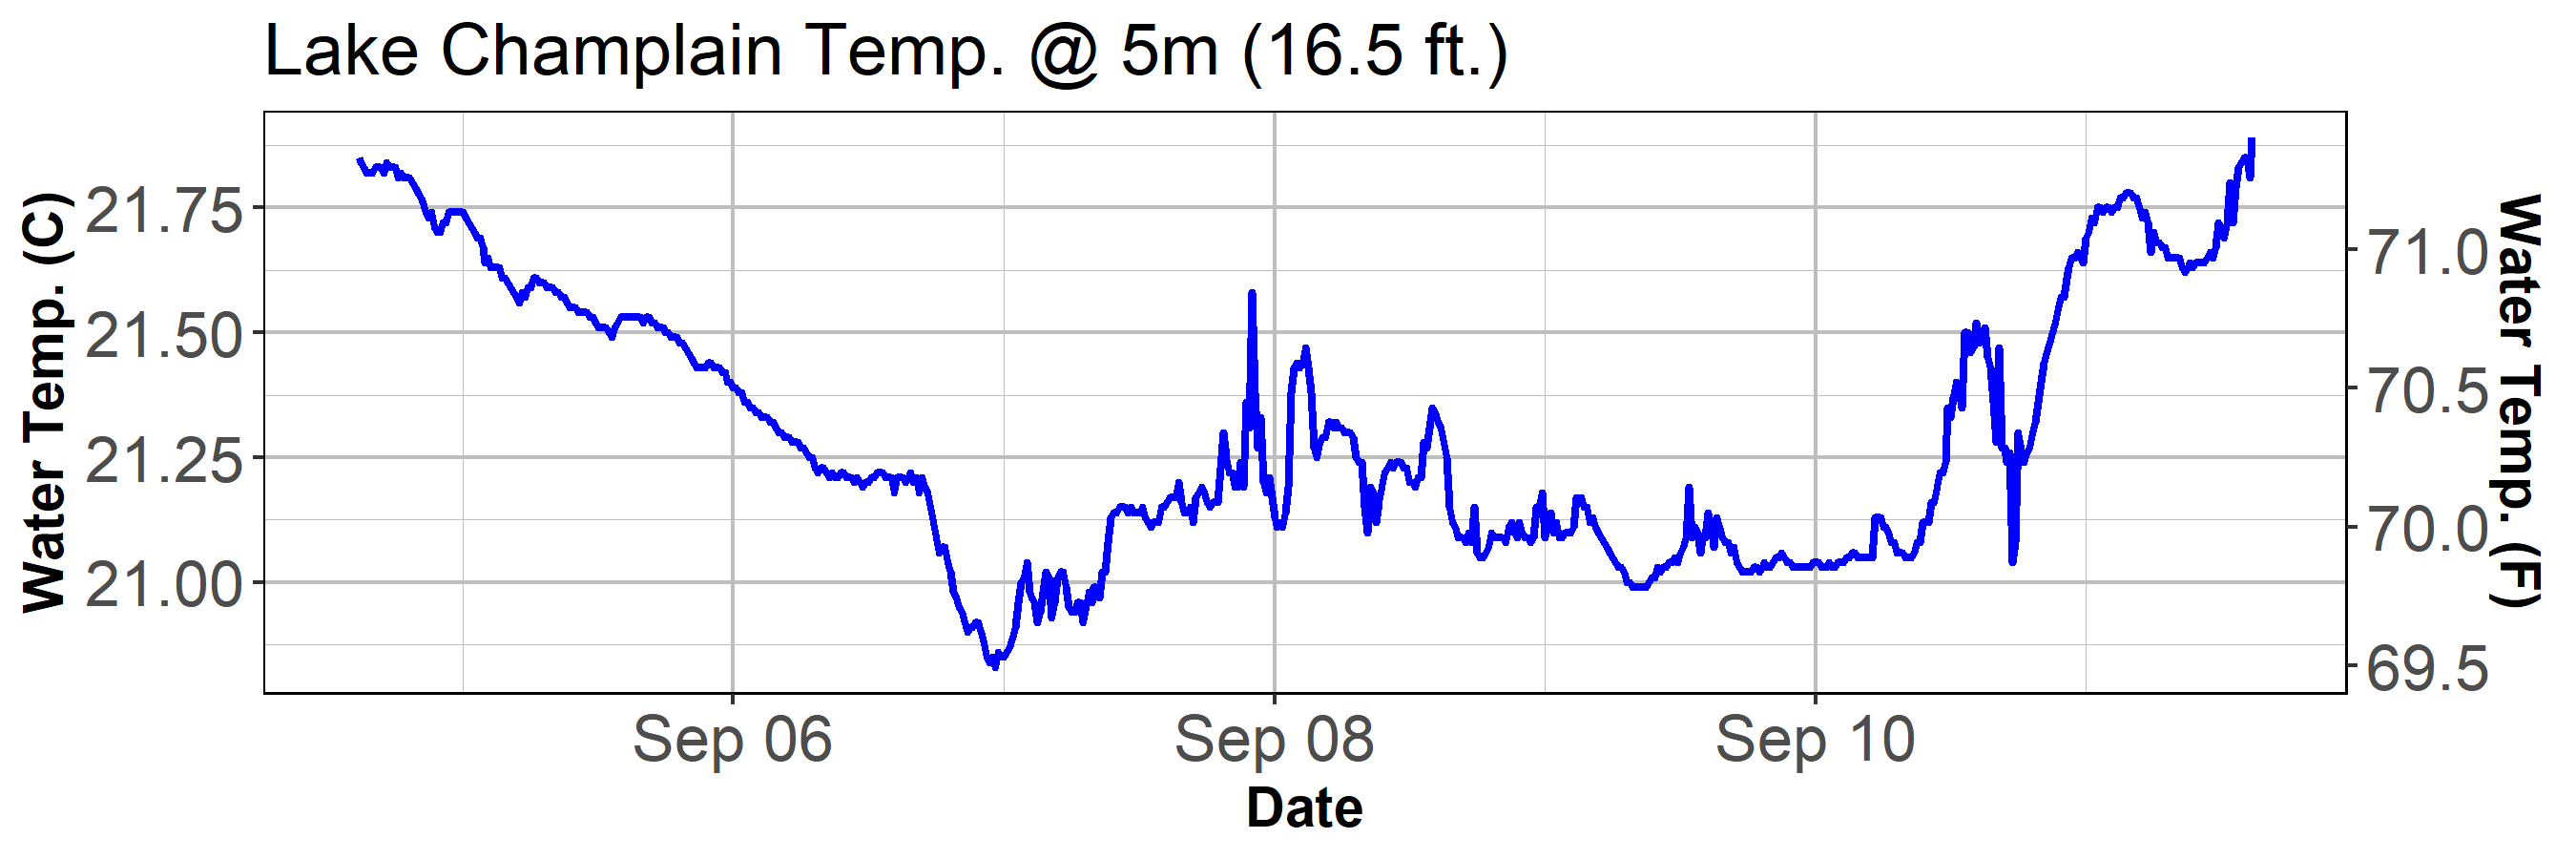 Lake Champlain Temp. @ 5m (16.5 ft.)
Water Temp. (C)
21.75
21.50
21.25
21.00
71.0
70.5
70.0
69.5
Water Temp. (F)
Sep 06 Sep 08 Sep 10
Date